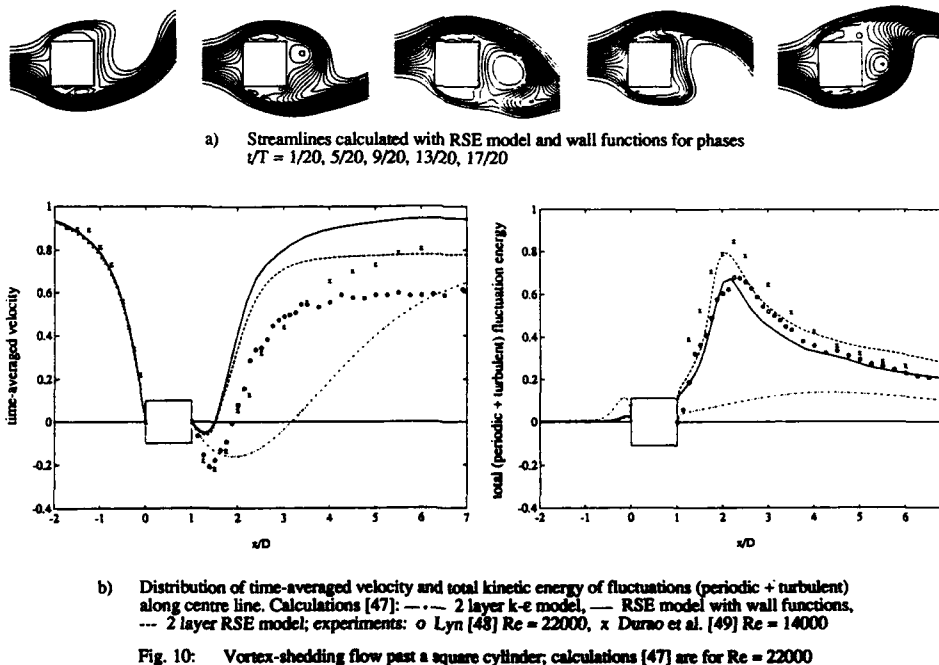 a) Streamlines calculated with RSE model and wall functions for phases
t/T = 1/20, 5/20, 9/20, 13/20, 17/20
time-averaged velocity
1
0.8
0.6
0.4
0.2
0
-0.2
-0.4
-2 -1 0 1 2 3 4 5 6 7
x/D
total (periodic + turbulent) fluctuation energy
1
0.8
0.6
0.4
0.2
0
-0.2
-0.4
-2 -1 0 1 2 3 4 5 6
x/D
b) Distribution of time-averaged velocity and total kinetic energy of fluctuations (periodic + turbulent)
along centre line. Calculations [47]: —·— 2 layer k-ε model, — RSE model with wall functions,
--- 2 layer RSE model; experiments: o Lyn [48] Re = 22000, x Durao et al. [49] Re = 14000
Fig. 10: Vortex-shedding flow past a square cylinder; calculations [47] are for Re = 22000